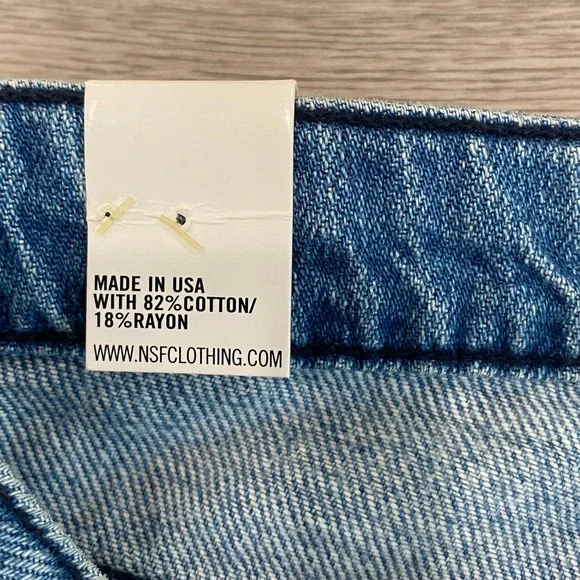 MADE IN USA
WITH 82%COTTON/
18%RAYON
WWW.NSFCLOTHING.COM